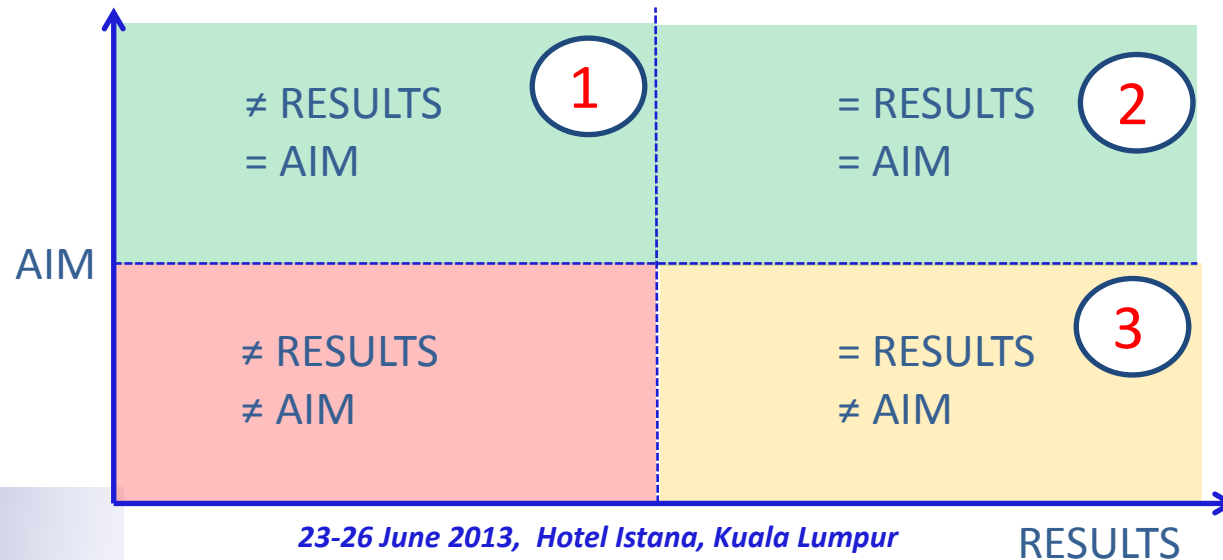 ≠ RESULTS
= AIM
1
= RESULTS
= AIM
2
AIM
≠ RESULTS
≠ AIM
= RESULTS
≠ AIM
3
23-26 June 2013, Hotel Istana, Kuala Lumpur
RESULTS